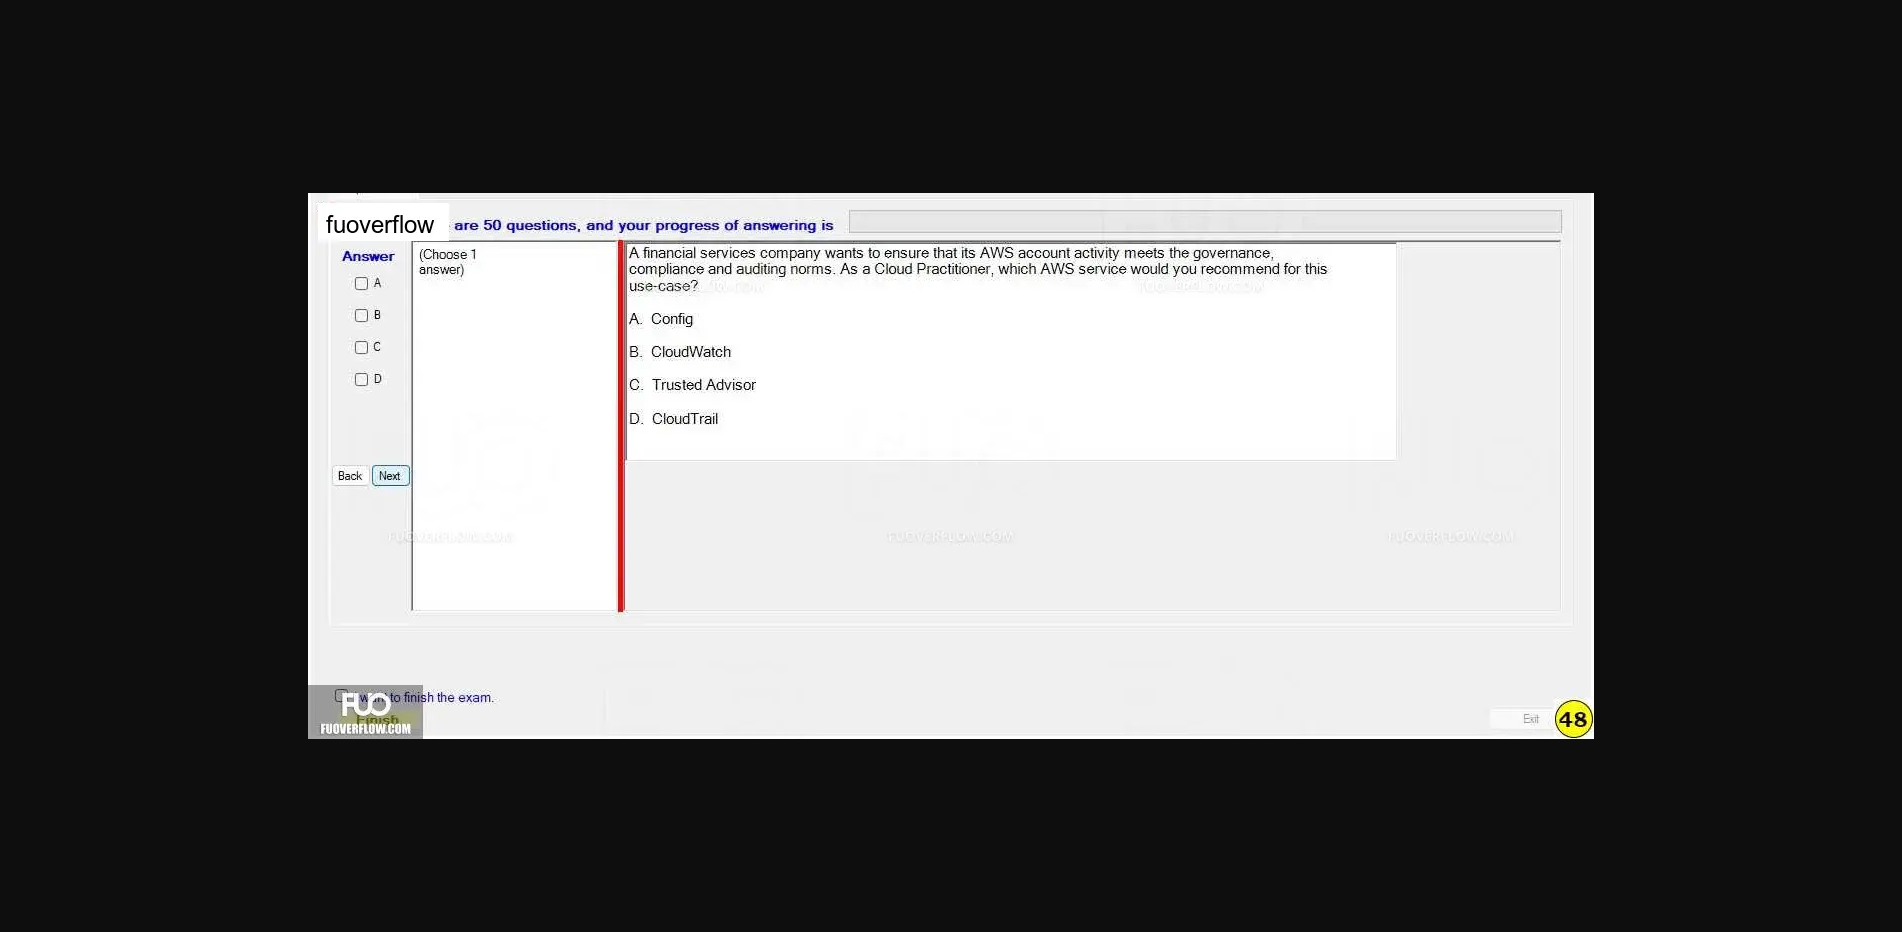 fuoverflow are 50 questions, and your progress of answering is
Answer
A
B
C
D
Back Next
(Choose 1
answer)
A financial services company wants to ensure that its AWS account activity meets the governance,
compliance and auditing norms. As a Cloud Practitioner, which AWS service would you recommend for this
use-case?
A. Config
B. CloudWatch
C. Trusted Advisor
D. CloudTrail
FUOVERFLOW.COM
FUOVERFLOW.COM
FUOVERFLOW.COM
FUOVERFLOW.COM
I want to finish the exam.
FUO
Finish
FUOVERFLOW.COM
Exit
48